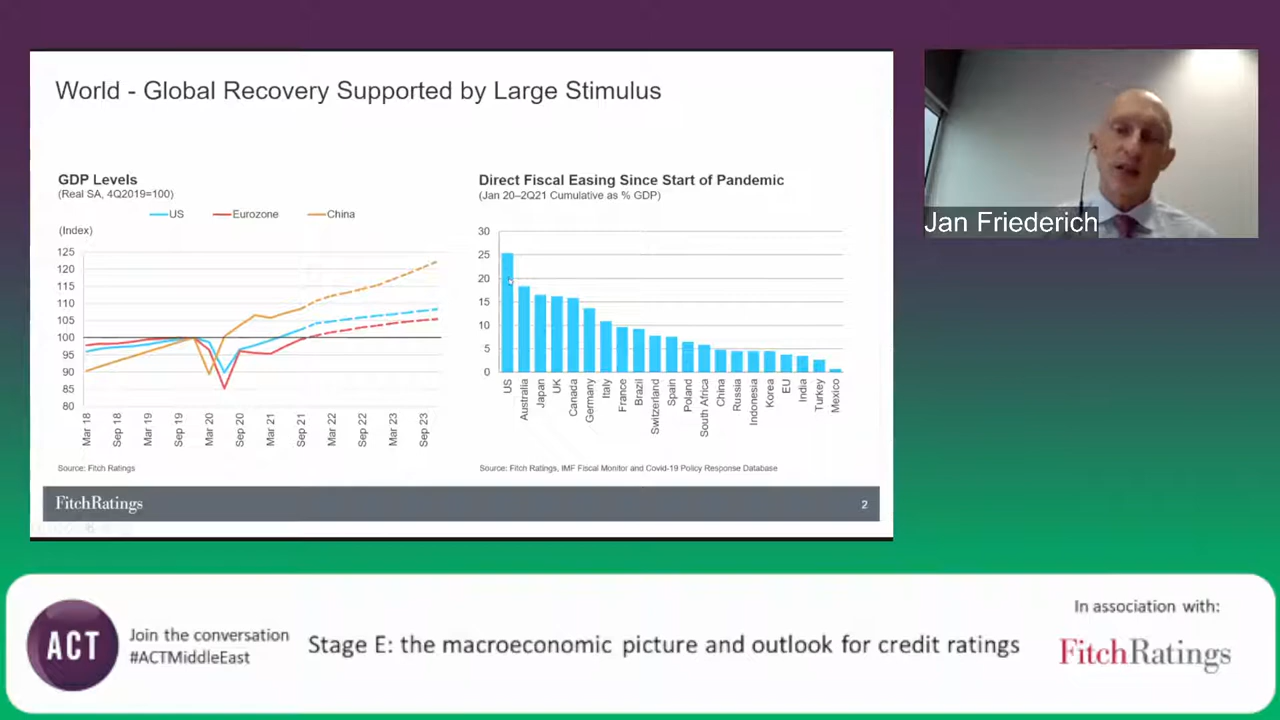 World - Global Recovery Supported by Large Stimulus
GDP Levels
(Real SA, 4Q2019=100)
US
Eurozone
China
(Index)
125
120
115
110
105
100
95
90
85
80
Mar 18
Sep 18
Mar 19
Sep 19
Mar 20
Sep 20
Mar 21
Sep 21
Mar 22
Sep 22
Mar 23
Sep 23
Source: Fitch Ratings
Direct Fiscal Easing Since Start of Pandemic
(Jan 20–2Q21 Cumulative as % GDP)
30
25
20
15
10
5
0
US
Australia
Japan
UK
Canada
Germany
Italy
France
Brazil
Switzerland
Spain
Poland
South Africa
China
Russia
Indonesia
Korea
EU
India
Turkey
Mexico
Source: Fitch Ratings, IMF Fiscal Monitor and Covid-19 Policy Response Database
FitchRatings
2
Jan Friederich
ACT
Join the conversation
#ACTMiddleEast
Stage E: the macroeconomic picture and outlook for credit ratings
In association with:
FitchRatings